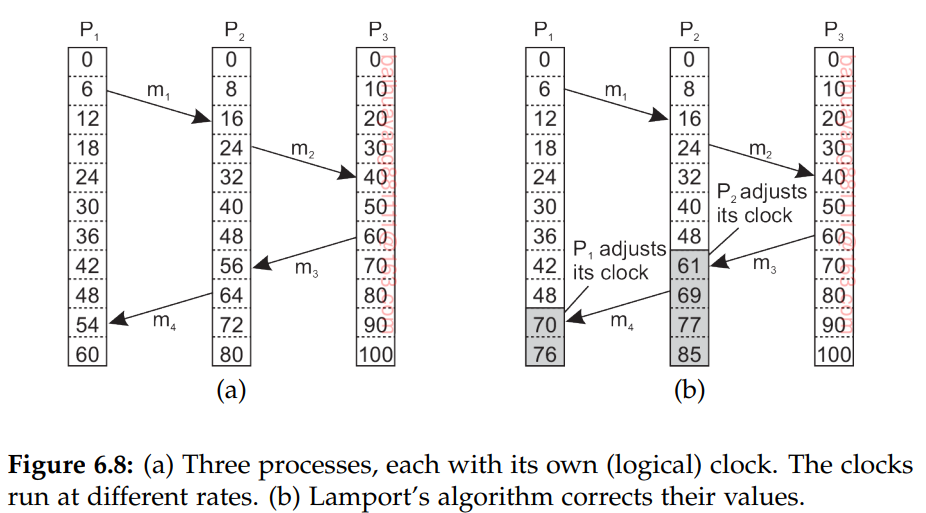 P1 P2 P3 P1 P2 P3
0 0 0 0 0 0
6 8 10 6 8 10
m1 m1
12 16 20 12 16 20
18 24 30 18 24 30
m2 m2
24 32 40 24 32 40
P2 adjusts
its clock
30 40 50 30 40 50
36 48 60 36 48 60
P1 adjusts
its clock
42 56 70 42 61 70
m3 m3
48 64 80 48 69 80
54 72 90 70 77 90
m4 m4
60 80 100 76 85 100
(a) (b)
Figure 6.8: (a) Three processes, each with its own (logical) clock. The clocks
run at different rates. (b) Lamport's algorithm corrects their values.